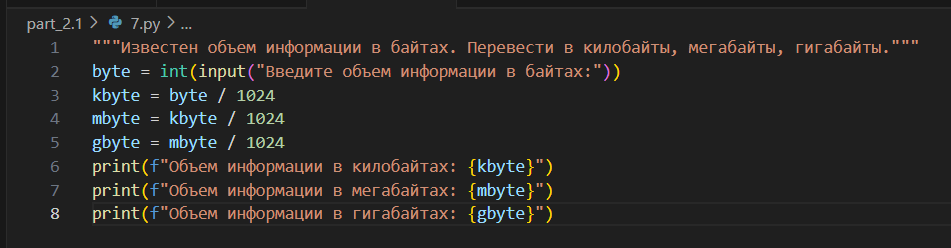 part_2.1 > 7.py > ...
1 """Известен объем информации в байтах. Перевести в килобайты, мегабайты, гигабайты."""
2 byte = int(input("Введите объем информации в байтах:"))
3 kbyte = byte / 1024
4 mbyte = kbyte / 1024
5 gbyte = mbyte / 1024
6 print(f"Объем информации в килобайтах: {kbyte}")
7 print(f"Объем информации в мегабайтах: {mbyte}")
8 print(f"Объем информации в гигабайтах: {gbyte}")